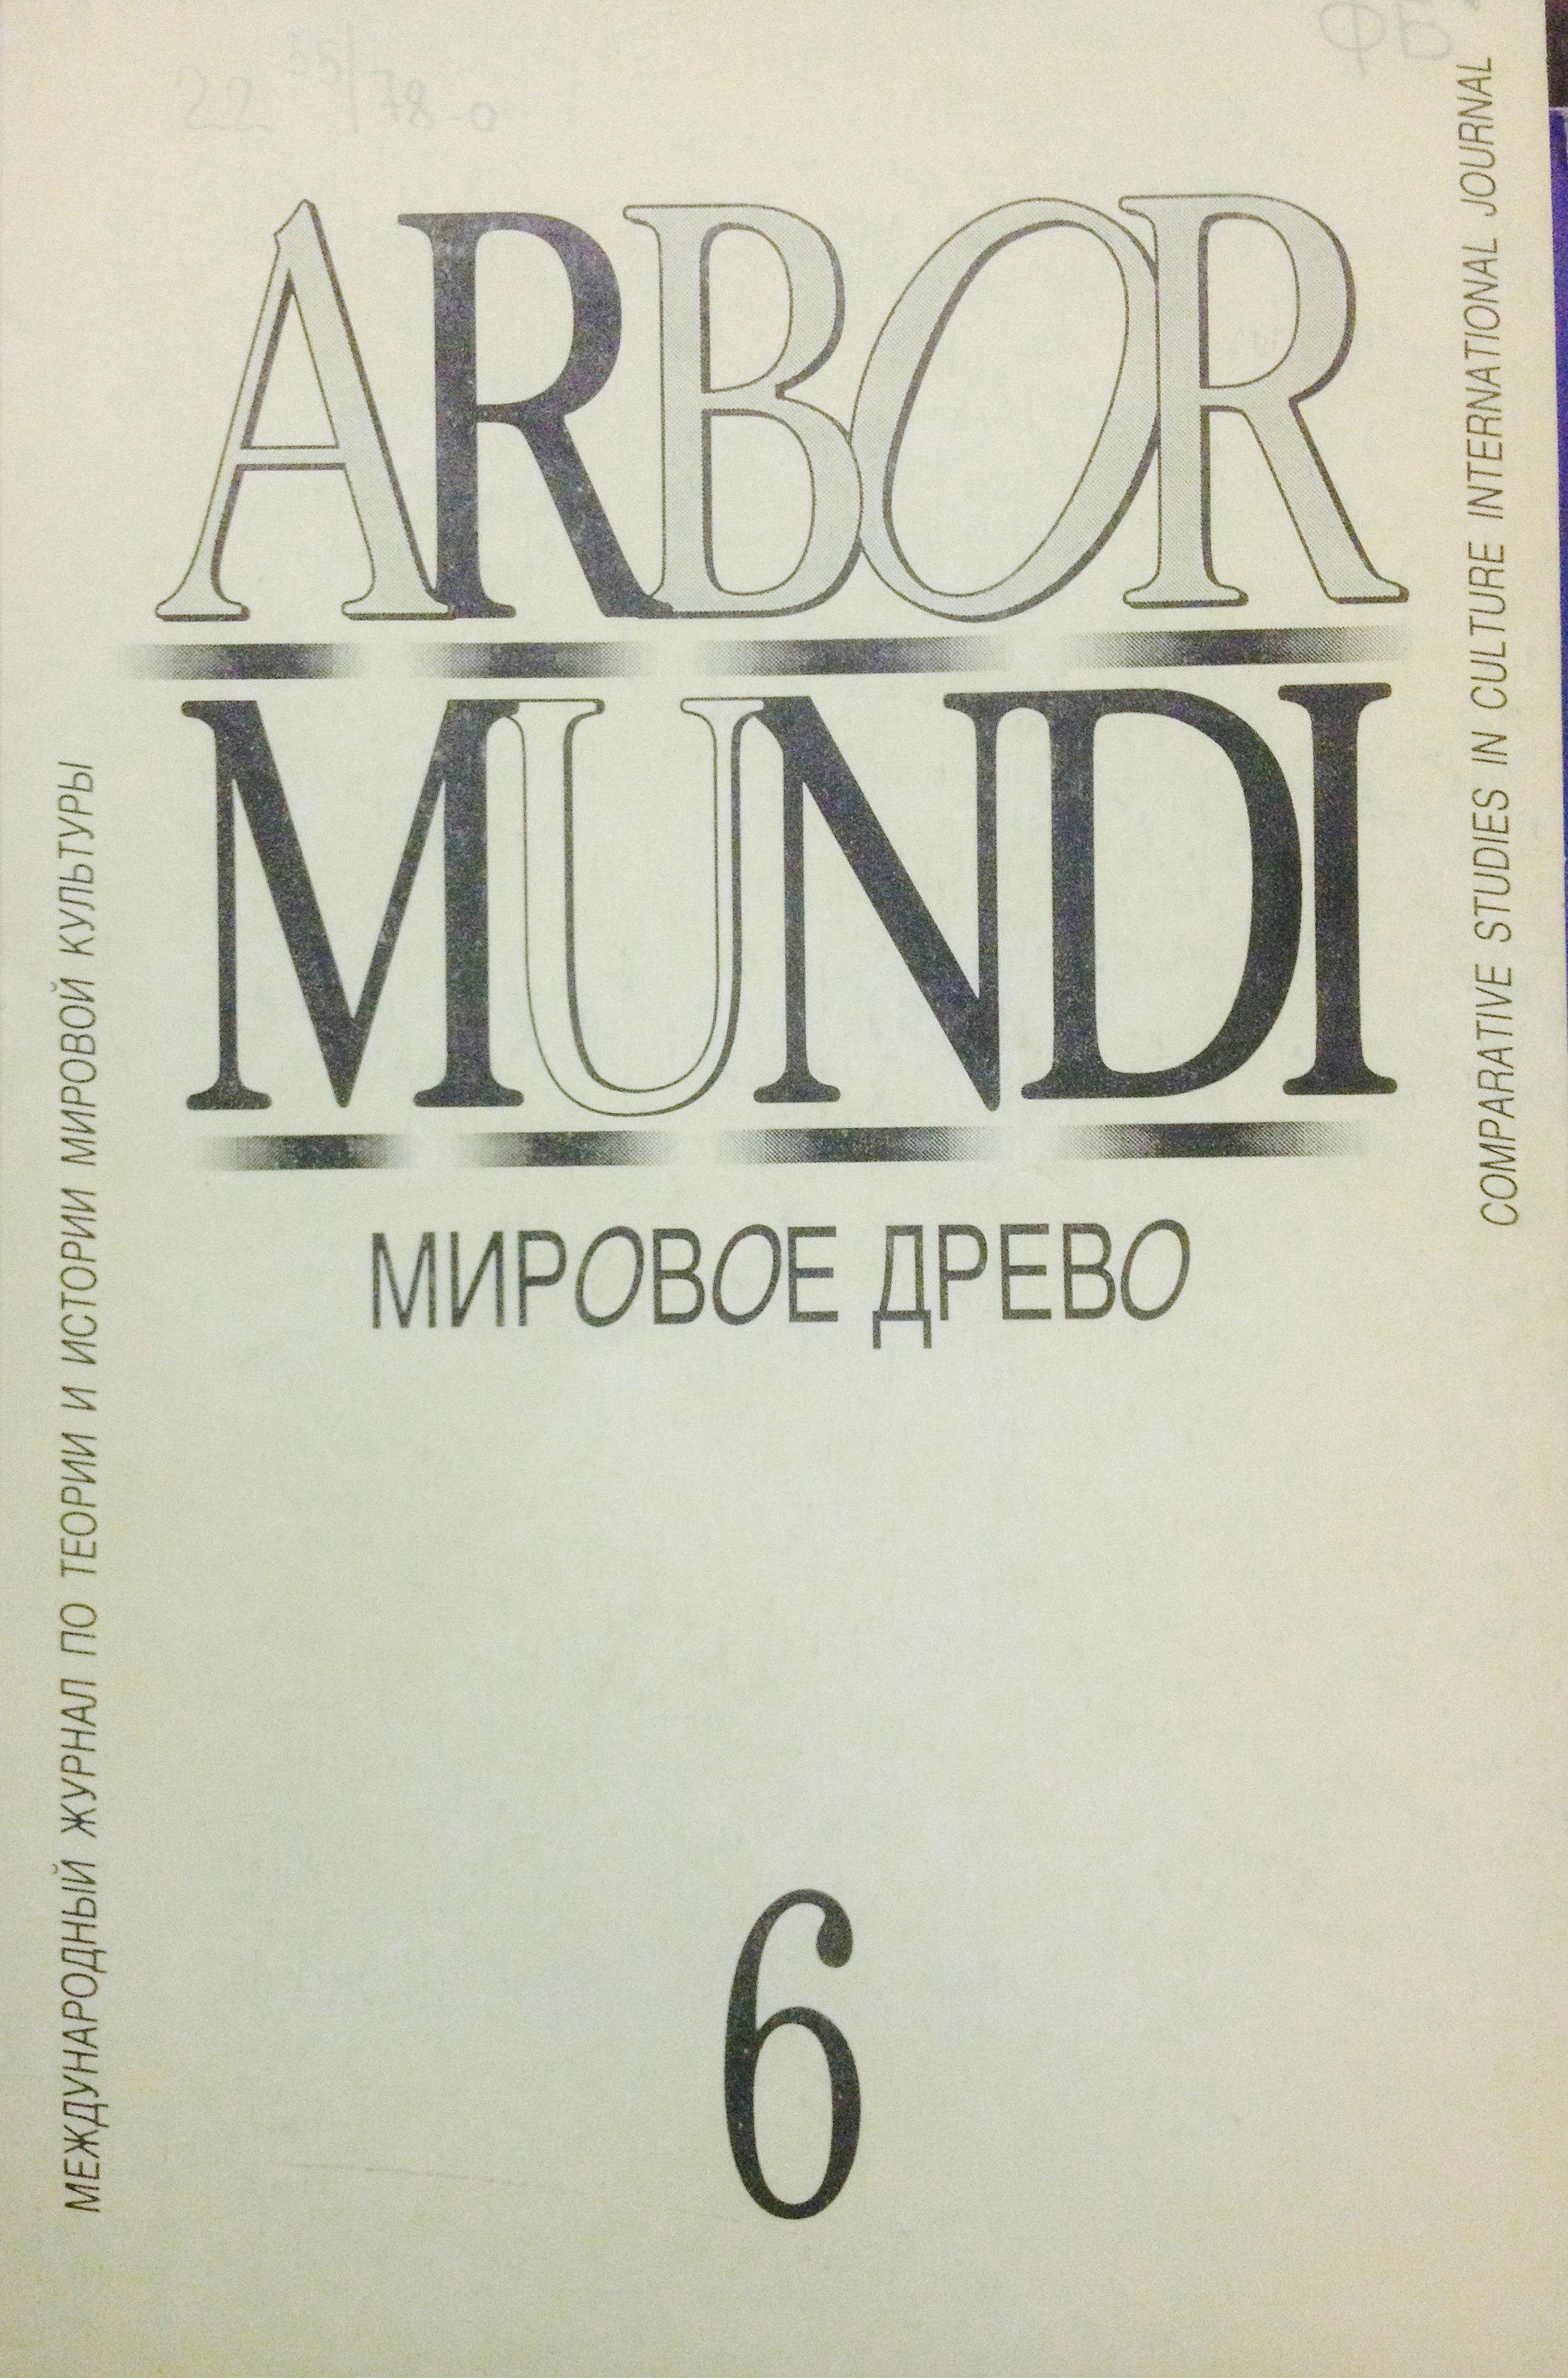 22 55/78-0
ФБ
ARBOR
MUNDI
МИРОВОЕ ДРЕВО
6
МЕЖДУНАРОДНЫЙ ЖУРНАЛ ПО ТЕОРИИ И ИСТОРИИ МИРОВОЙ КУЛЬТУРЫ
COMPARATIVE STUDIES IN CULTURE INTERNATIONAL JOURNAL